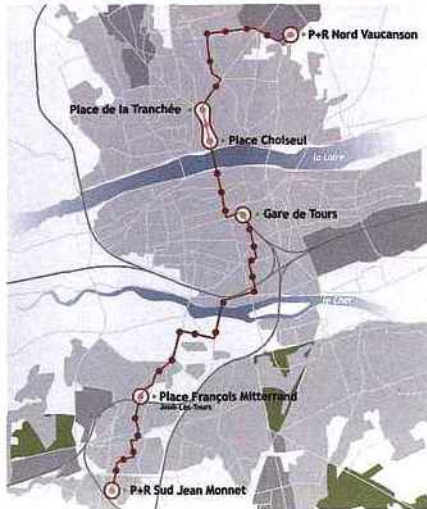 P+R Nord Vaucanson
Place de la Tranchée
Place Choiseul
la Loire
Gare de Tours
le Cher
Place François Mitterrand
Joué-Lès-Tours
P+R Sud Jean Monnet